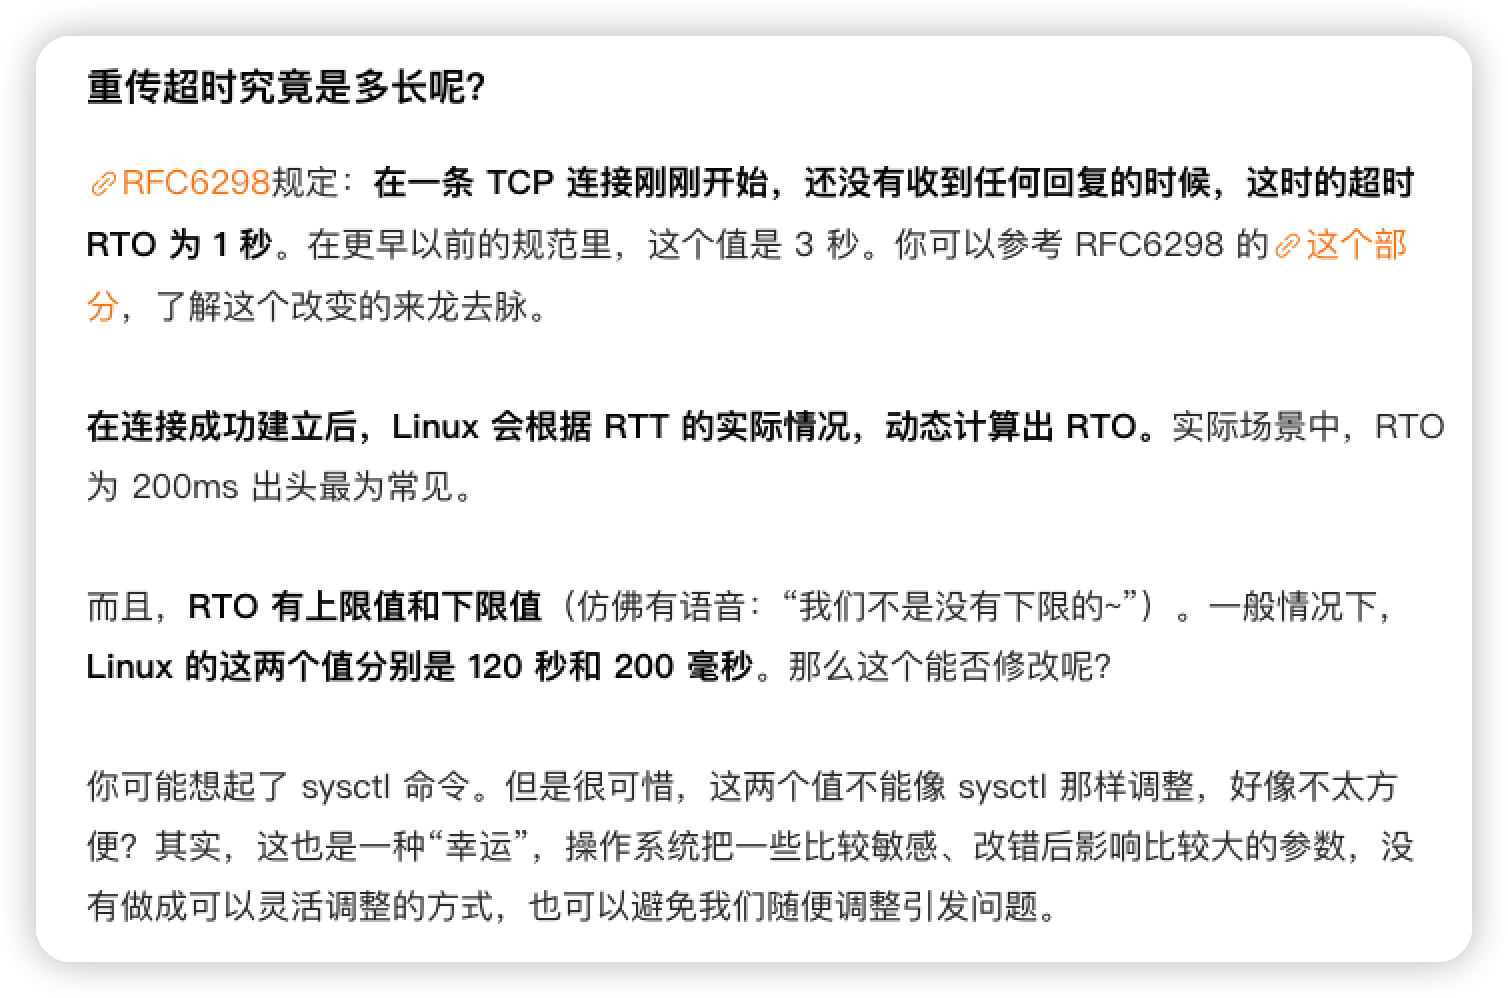 重传超时究竟是多长呢？
RFC6298规定：在一条 TCP 连接刚刚开始，还没有收到任何回复的时候，这时的超时
RTO 为 1 秒。在更早以前的规范里，这个值是 3 秒。你可以参考 RFC6298 的这个部
分，了解这个改变的来龙去脉。
在连接成功建立后，Linux 会根据 RTT 的实际情况，动态计算出 RTO。实际场景中，RTO
为 200ms 出头最为常见。
而且，RTO 有上限值和下限值（仿佛有语音：“我们不是没有下限的~”）。一般情况下，
Linux 的这两个值分别是 120 秒和 200 毫秒。那么这个能否修改呢？
你可能想起了 sysctl 命令。但是很可惜，这两个值不能像 sysctl 那样调整，好像不太方
便？其实，这也是一种“幸运”，操作系统把一些比较敏感、改错后影响比较大的参数，没
有做成可以灵活调整的方式，也可以避免我们随便调整引发问题。